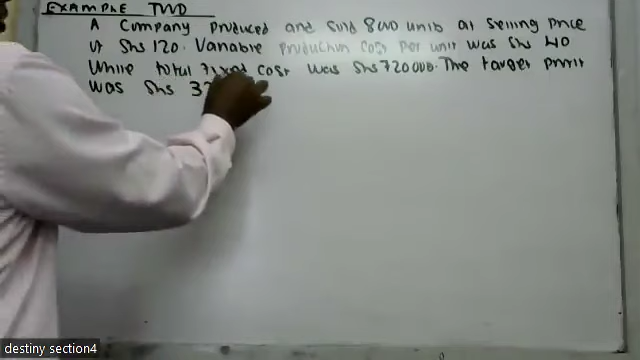 EXAMPLE TWO
A Company produced and sold 8000 units at selling price
of Shs 120. Variable production cost per unit was Shs 40
While total fixed cost was Shs 720000. The target profit
was Shs 3
destiny section4